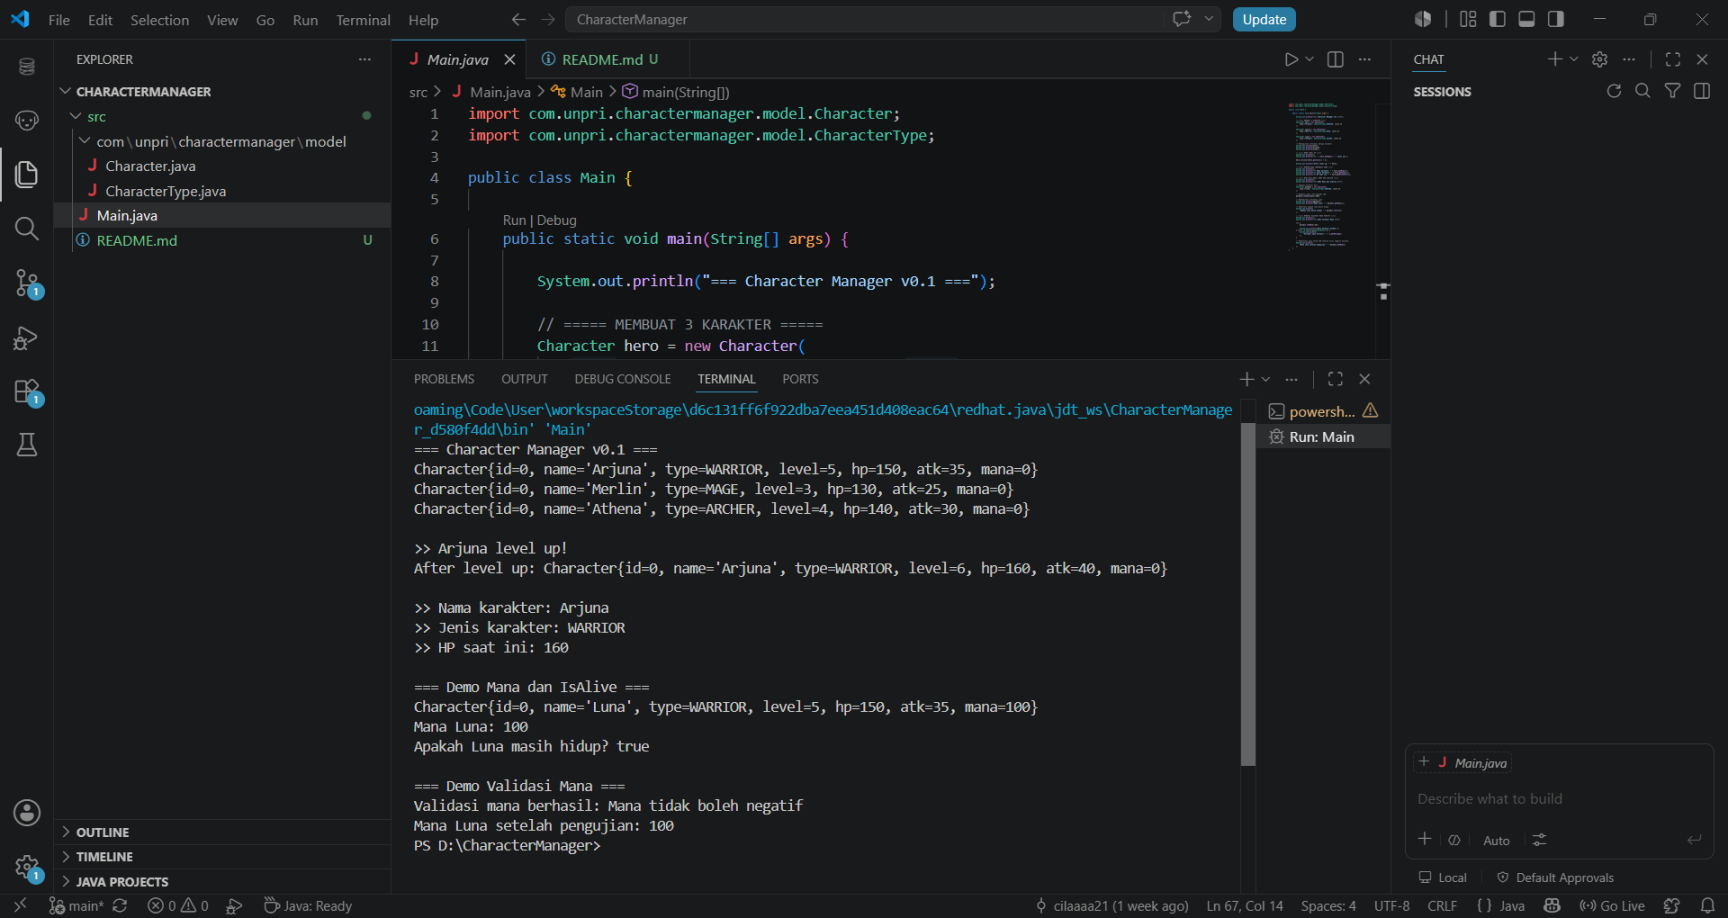 File Edit Selection View Go Run Terminal Help
CharacterManager
Update
EXPLORER
CHARACTERMANAGER
src
com\unpri\charactermanager\model
Character.java
CharacterType.java
Main.java
README.md U
OUTLINE
TIMELINE
JAVA PROJECTS
Main.java
README.md U
src > Main.java > Main > main(String[])
1 import com.unpri.charactermanager.model.Character;
2 import com.unpri.charactermanager.model.CharacterType;
3
4 public class Main {
5
Run | Debug
6 public static void main(String[] args) {
7
8 System.out.println("=== Character Manager v0.1 ===");
9
10 // ===== MEMBUAT 3 KARAKTER =====
11 Character hero = new Character(
PROBLEMS OUTPUT DEBUG CONSOLE TERMINAL PORTS
oaming\Code\User\workspaceStorage\d6c131ff6f922dba7eea451d408eac64\redhat.java\jdt_ws\CharacterManage
r_d580f4dd\bin' 'Main'
=== Character Manager v0.1 ===
Character{id=0, name='Arjuna', type=WARRIOR, level=5, hp=150, atk=35, mana=0}
Character{id=0, name='Merlin', type=MAGE, level=3, hp=130, atk=25, mana=0}
Character{id=0, name='Athena', type=ARCHER, level=4, hp=140, atk=30, mana=0}
>> Arjuna level up!
After level up: Character{id=0, name='Arjuna', type=WARRIOR, level=6, hp=160, atk=40, mana=0}
>> Nama karakter: Arjuna
>> Jenis karakter: WARRIOR
>> HP saat ini: 160
=== Demo Mana dan IsAlive ===
Character{id=0, name='Luna', type=WARRIOR, level=5, hp=150, atk=35, mana=100}
Mana Luna: 100
Apakah Luna masih hidup? true
=== Demo Validasi Mana ===
Validasi mana berhasil: Mana tidak boleh negatif
Mana Luna setelah pengujian: 100
PS D:\CharacterManager>
powersh...
Run: Main
CHAT
SESSIONS
Main.java
Describe what to build
Auto
Local Default Approvals
1
1
1
main* 0 0 Java: Ready
cilaaaa21 (1 week ago) Ln 67, Col 14 Spaces: 4 UTF-8 CRLF {} Java Go Live